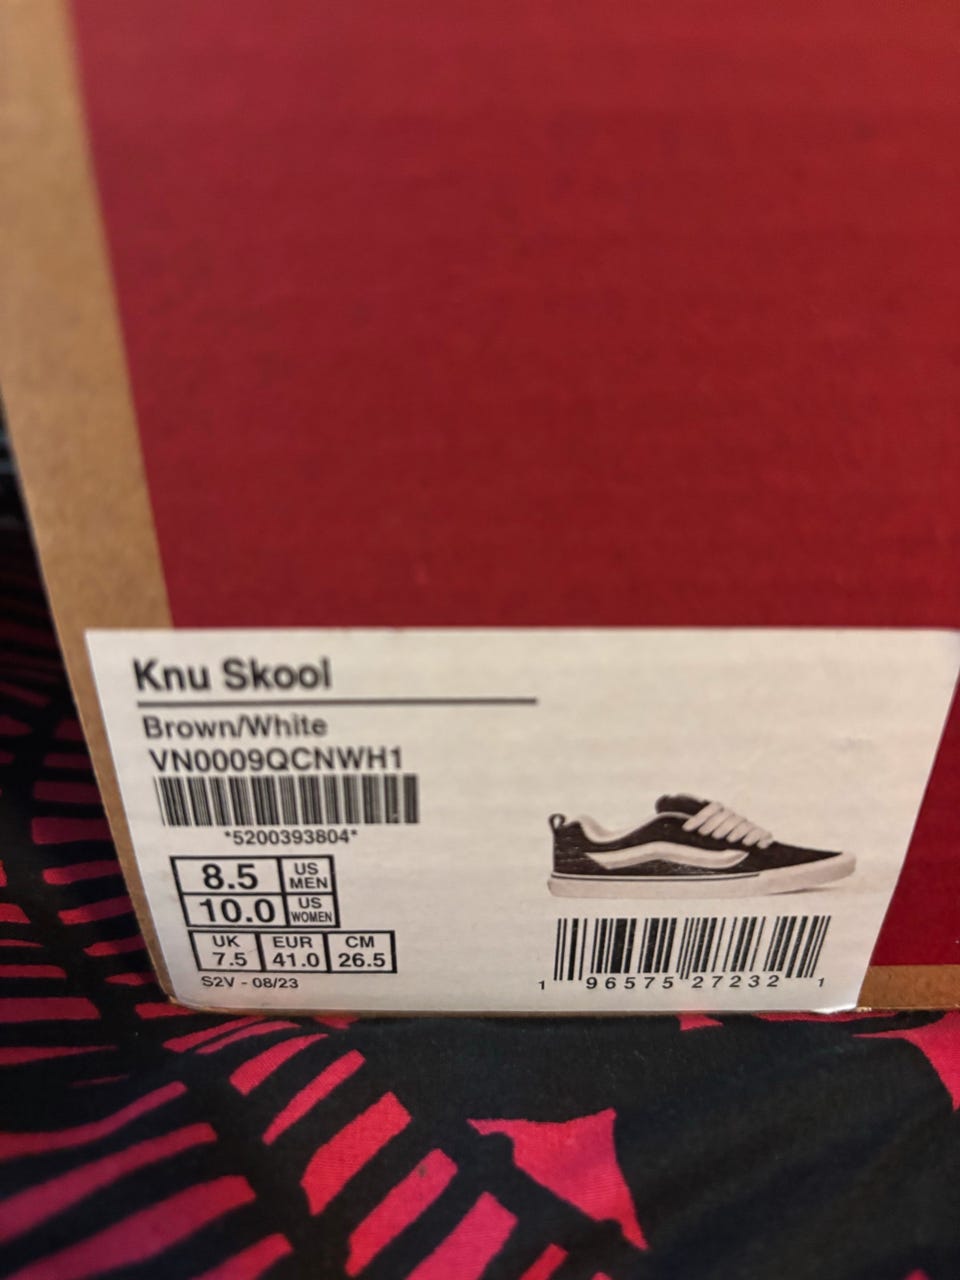 Knu Skool
Brown/White
VN0009QCNWH1
*5200393804*
8.5 US MEN
10.0 US WOMEN
UK EUR CM
7.5 41.0 26.5
S2V - 08/23
1 96575 27232 1